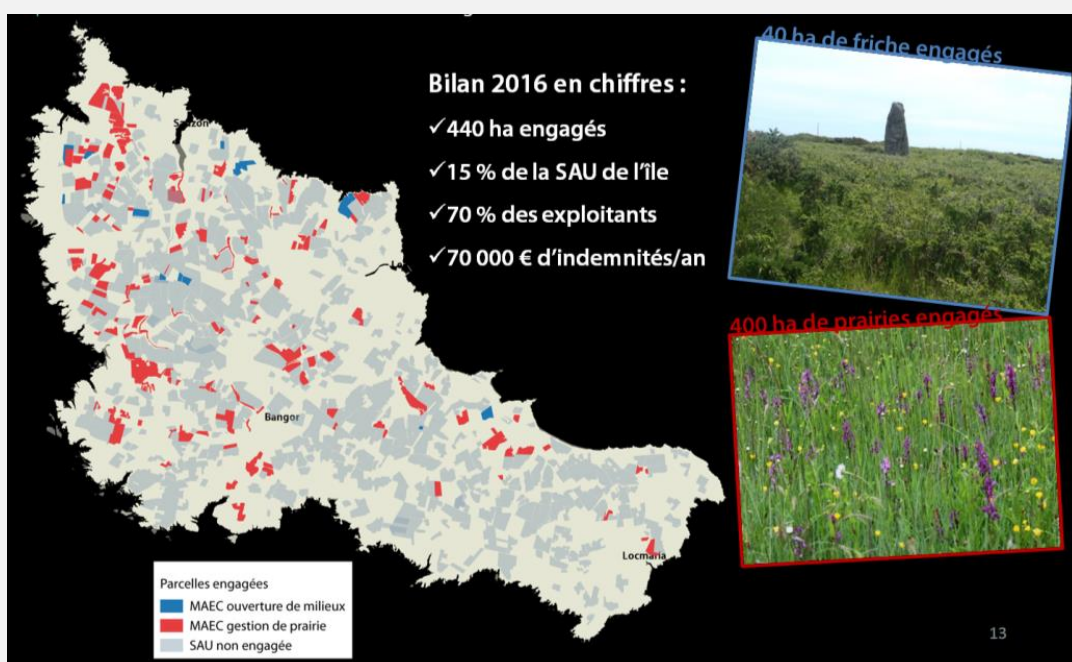 40 ha de friche engagés
Bilan 2016 en chiffres :
✓440 ha engagés
✓15 % de la SAU de l'île
✓70 % des exploitants
✓70 000 € d'indemnités/an
400 ha de prairies engagés
Sauzon
Bangor
Locmaria
Parcelles engagées
MAEC ouverture de milieux
MAEC gestion de prairie
SAU non engagée
13